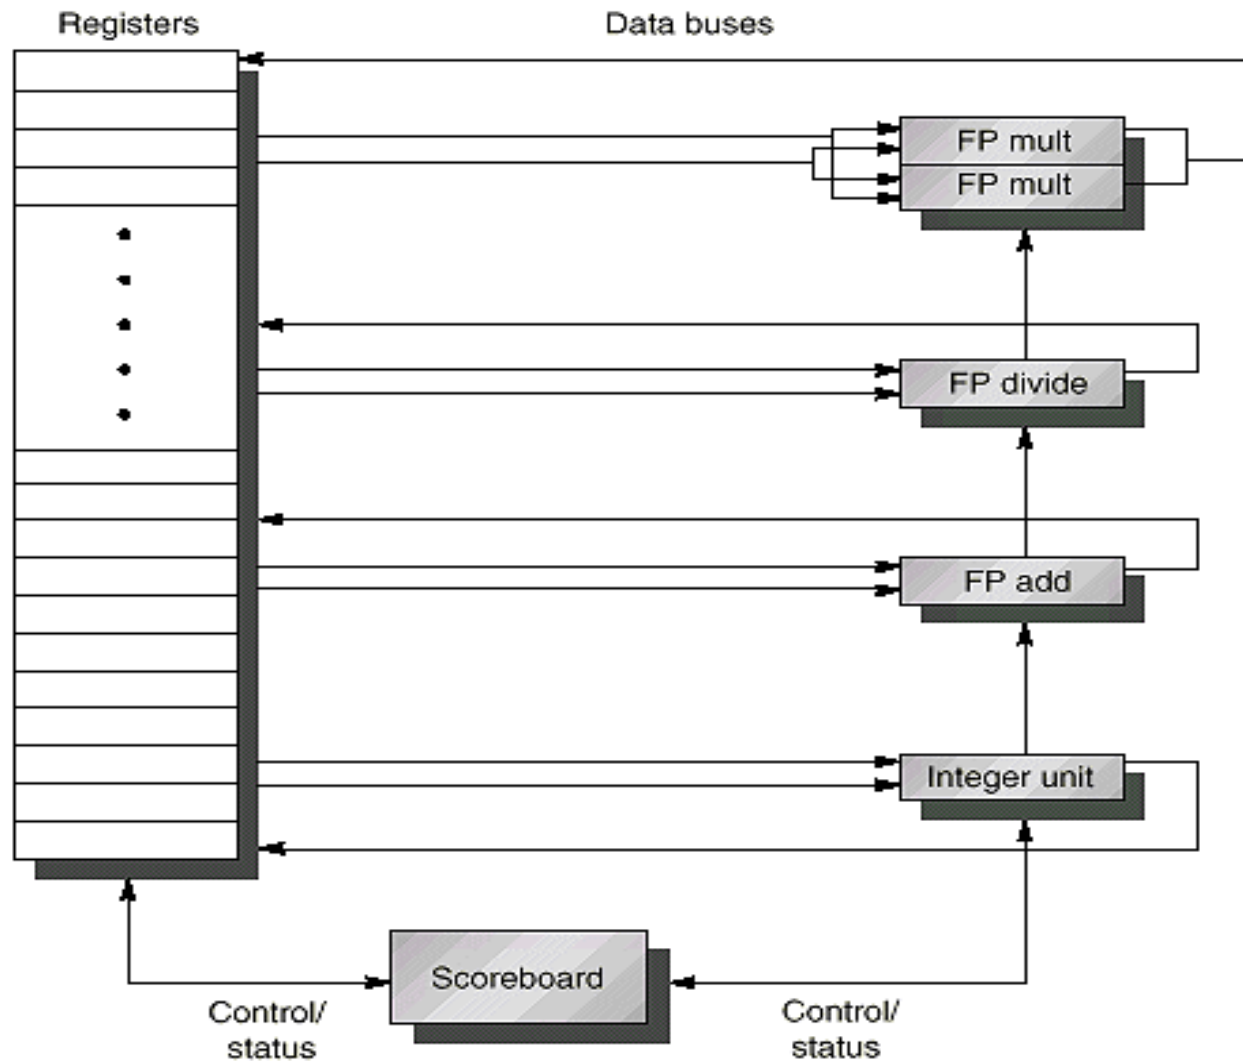 Registers
Data buses
FP mult
FP mult
FP divide
FP add
Integer unit
Scoreboard
Control/
status
Control/
status